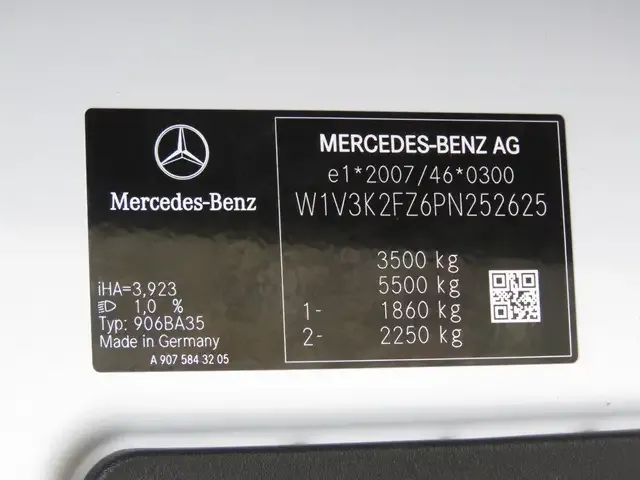 Mercedes-Benz
iHA=3,923
1,0 %
Typ: 906BA35
Made in Germany
A 907 584 32 05
MERCEDES-BENZ AG
e1*2007/46*0300
W1V3K2FZ6PN252625
3500 kg
5500 kg
1- 1860 kg
2- 2250 kg